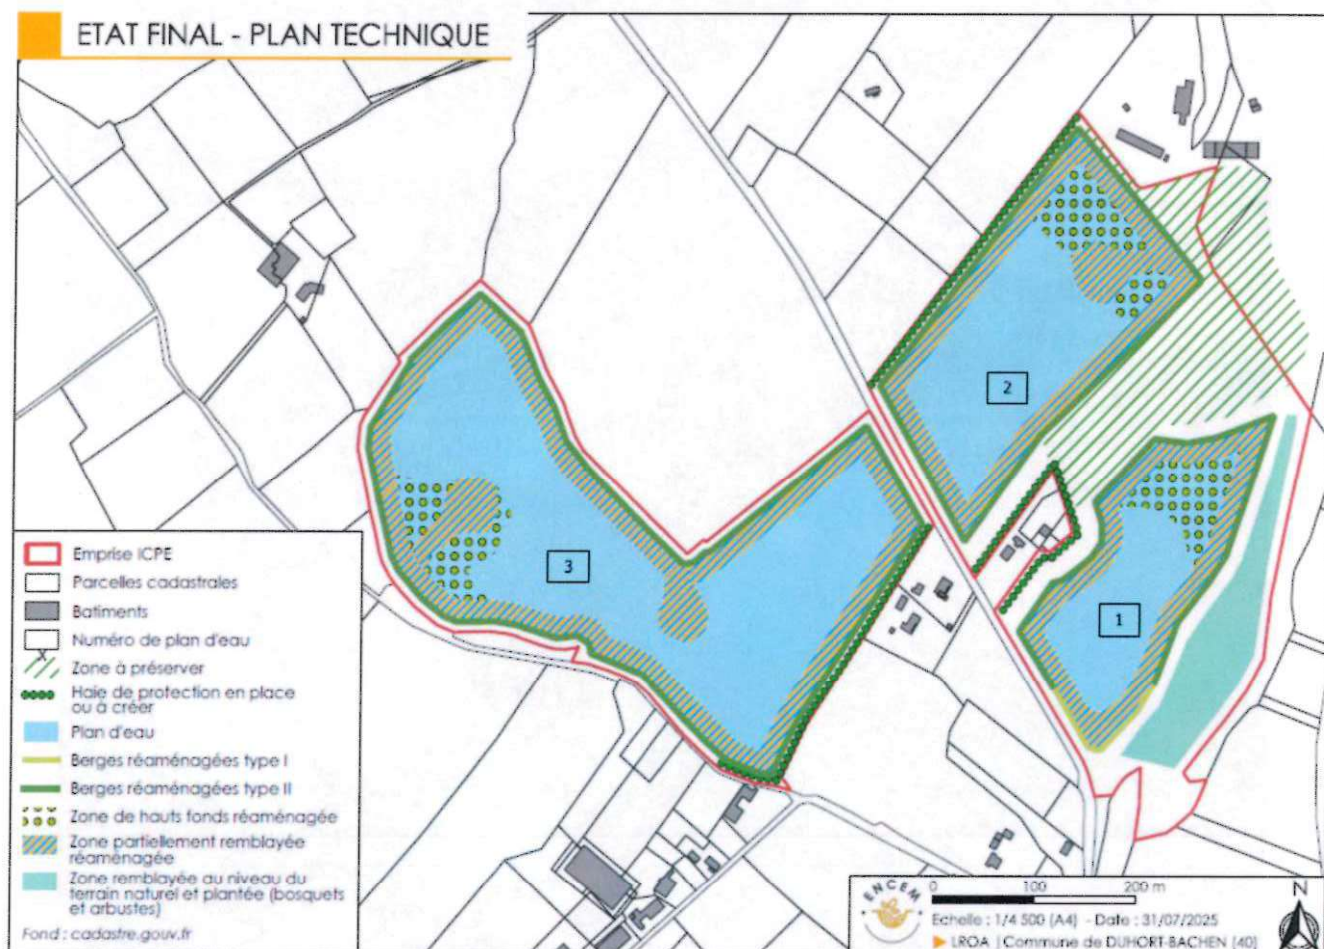 ETAT FINAL - PLAN TECHNIQUE
2
3
1
Emprise ICPE
Parcelles cadastrales
Batiments
Numéro de plan d'eau
X
Zone à préserver
Haie de protection en place
ou à créer
Plan d'eau
Berges réaménagées type I
Berges réaménagées type II
Zone de hauts fonds réaménagée
Zone partiellement remblayée
réaménagée
Zone remblayée au niveau du
terrain naturel et plantée (bosquets
et arbustes)
Fond : cadastre.gouv.fr
ENCEM
0 100 200 m
Echelle : 1/4 500 (A4) - Date : 31/07/2025
LROA | Commune de DUHORT-BACHEN (40)
N